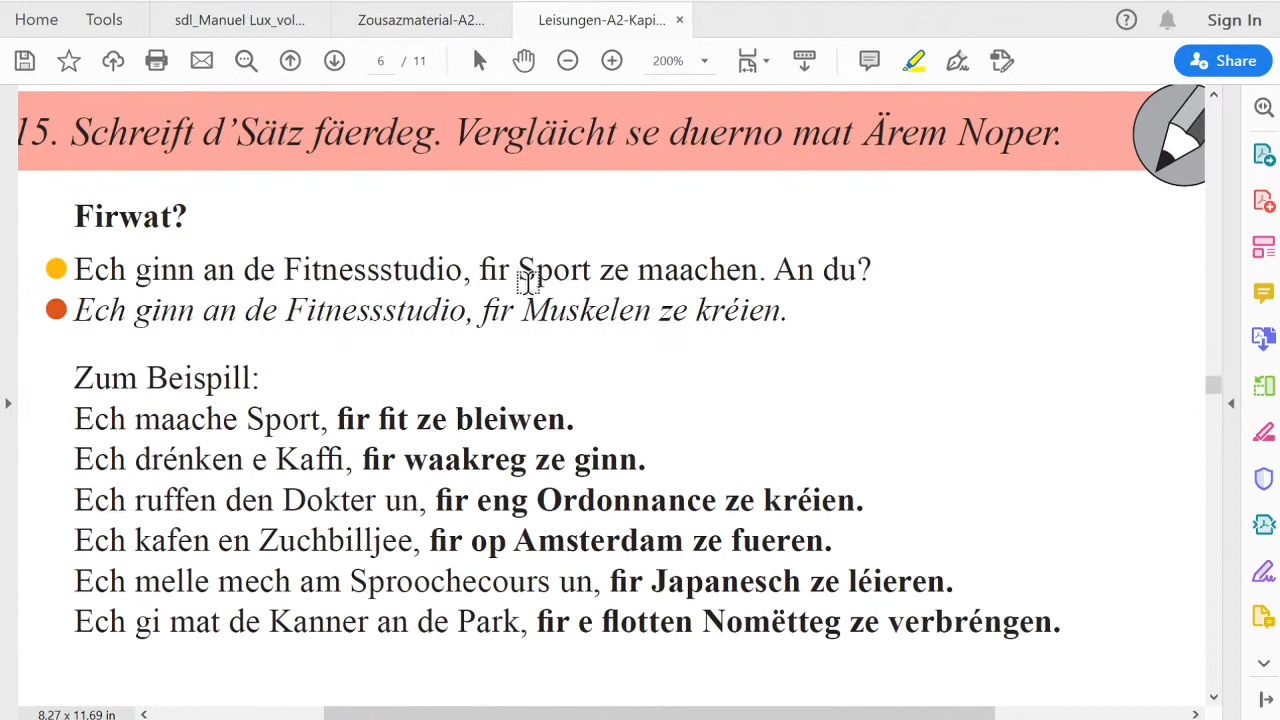 Home Tools sdl_Manuel Lux_vol... Zousazmaterial-A2... Leisungen-A2-Kapi... × Sign In
6 / 11 200% Share
15. Schreift d’Sätz fäerdeg. Vergläicht se duerno mat Ärem Noper.
Firwat?
Ech ginn an de Fitnessstudio, fir Sport ze maachen. An du?
Ech ginn an de Fitnessstudio, fir Muskelen ze kréien.
Zum Beispill:
Ech maache Sport, fir fit ze bleiwen.
Ech drénken e Kaffi, fir waakreg ze ginn.
Ech ruffen den Dokter un, fir eng Ordonnance ze kréien.
Ech kafen en Zuchbilljee, fir op Amsterdam ze fueren.
Ech melle mech am Sproochecours un, fir Japanesch ze léieren.
Ech gi mat de Kanner an de Park, fir e flotten Nomëtteg ze verbréngen.
8.27 x 11.69 in